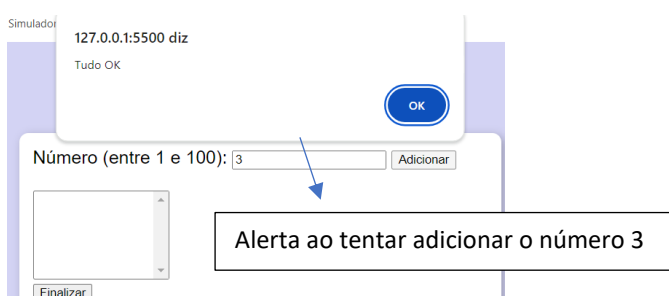 Simulador
127.0.0.1:5500 diz
Tudo OK
OK
Número (entre 1 e 100): 3 Adicionar
Alerta ao tentar adicionar o número 3
Finalizar